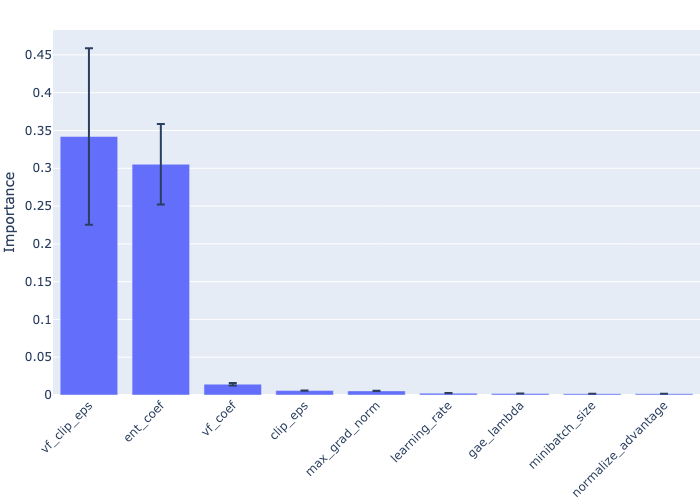 0.45
0.4
0.35
0.3
0.25
0.2
0.15
0.1
0.05
0
Importance
vf_clip_eps
ent_coef
vf_coef
clip_eps
max_grad_norm
learning_rate
gae_lambda
minibatch_size
normalize_advantage